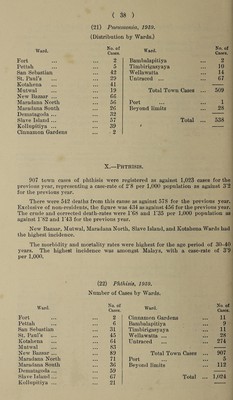 ( 38 )
(21) Pneumonia, 1939.
(Distribution by Wards.)
Ward. No. of Cases. Ward. No. of Cases.
Fort ... ... 2 Bambalapitiya ... 2
Pettah ... ... 5 Timbirigasyaya ... 10
San Sebastian ... 42 Wellawatta ... 14
St. Paul's ... 29 Untraced ... ... 67
Kotahena ... ... 41
Mutwal ... ... 19 Total Town Cases ... 509
New Bazaar ... ... 66
Maradana North ... 56 Port ... ... 1
Maradana South ... 26 Beyond limits ... 28
Dematagoda ... ... 32
Slave Island ... ... 57 Total ... 538
Kollupitiya ... ... 39
Cinnamon Gardens ... 2
X.—PHTHISIS.
907 town cases of phthisis were registered as against 1,023 cases for the
previous year, representing a case-rate of 2·8 per 1,000 population as against 3·2
for the previous year.
There were 542 deaths from this cause as against 578 for the previous year.
Exclusive of non-residents, the figure was 434 as against 456 for the previous year.
The crude and corrected death-rates were 1·68 and 1·35 per 1,000 population as
against 1·82 and 1·43 for the previous year.
New Bazaar, Mutwal, Maradana North, Slave Island, and Kotahena Wards had
the highest incidence.
The morbidity and mortality rates were highest for the age period of 30-40
years. The highest incidence was amongst Malays, with a case-rate of 3·9
per 1,000.
(22) Phthisis, 1939.
Number of Cases by Wards.
Ward. No. of Cases. Ward. No. of Cases.
Fort ... ... 2 Cinnamon Gardens ... 11
Pettah ... ... 6 Bambalapitiya ... 9
San Sebastian ... 31 Timbirigasyaya ... 11
St. Paul's ... ... 45 Wellawatta ... 28
Kotahena ... ... 64 Untraced ... ... 274
Mutwal ... ... 83
New Bazaar ... ... 89 Total Town Cases ... 907
Maradana North ... 71 Port ... ... 5
Maradana South ... 36 Beyond limits ... 112
Dematagoda ... ... 59
Slave Island ... ... 67 Total ... 1,024
Kollupitiya ... ... 21